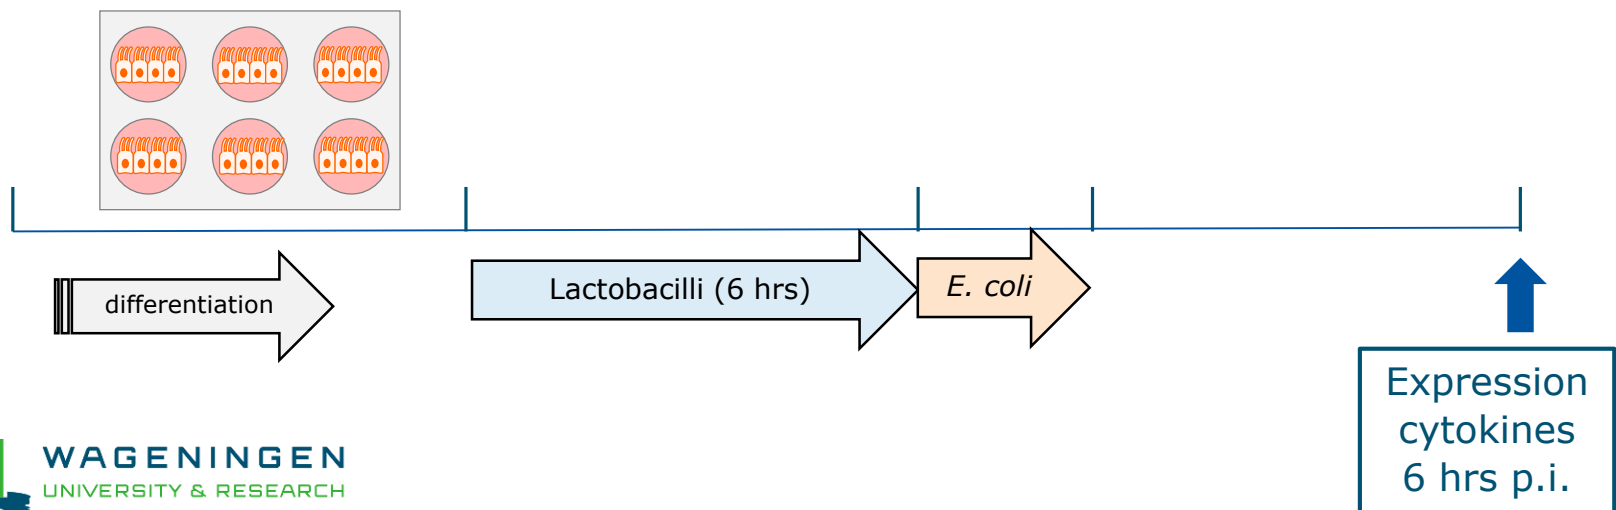 differentiation
Lactobacilli (6 hrs)
E. coli
Expression
cytokines
6 hrs p.i.
WAGENINGEN
UNIVERSITY & RESEARCH